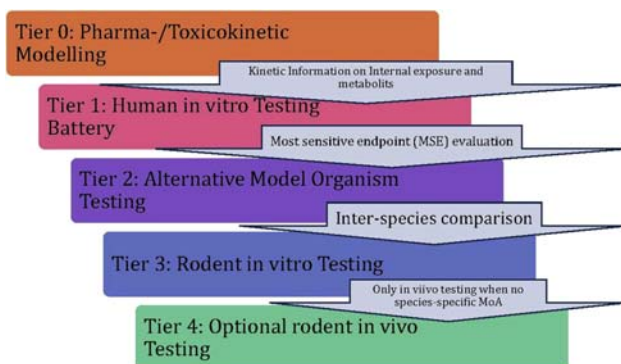 Tier 0: Pharma-/Toxicokinetic
Modelling
Kinetic Information on Internal exposure and
metabolits
Tier 1: Human in vitro Testing
Battery
Most sensitive endpoint (MSE) evaluation
Tier 2: Alternative Model Organism
Testing
Inter-species comparison
Tier 3: Rodent in vitro Testing
Only in viivo testing when no
species-specific MoA
Tier 4: Optional rodent in vivo
Testing